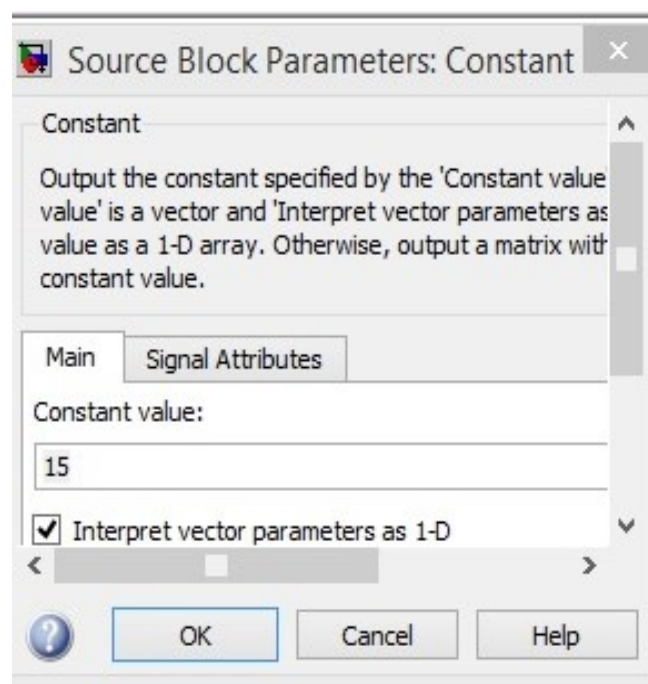 Source Block Parameters: Constant
Constant
Output the constant specified by the 'Constant value'
value' is a vector and 'Interpret vector parameters as
value as a 1-D array. Otherwise, output a matrix with
constant value.
Main Signal Attributes
Constant value:
15
Interpret vector parameters as 1-D
OK Cancel Help